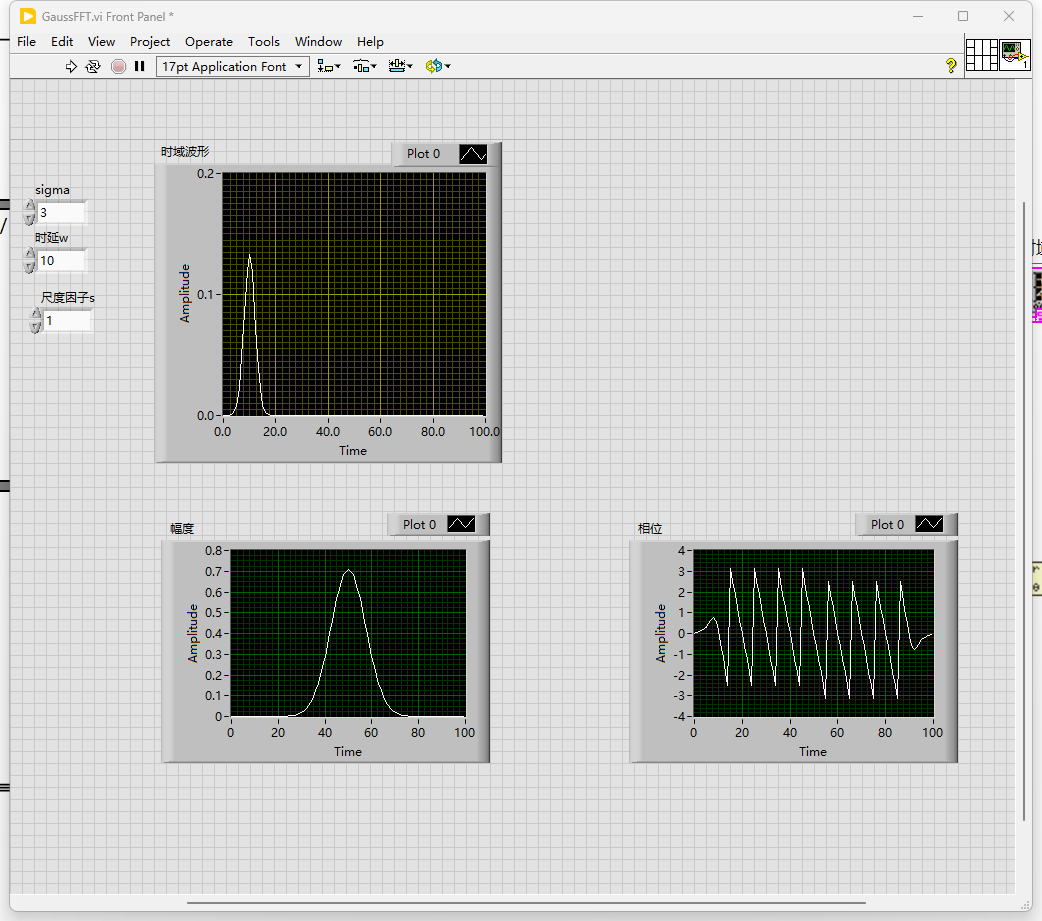 GaussFFT.vi Front Panel *
File Edit View Project Operate Tools Window Help
17pt Application Font
?
1
时域波形
Plot 0
sigma
3
时延w
10
尺度因子s
1
Amplitude
0.2
0.1
0.0
0.0 20.0 40.0 60.0 80.0 100.0
Time
幅度
Plot 0
Amplitude
0.8
0.7
0.6
0.5
0.4
0.3
0.2
0.1
0
0 20 40 60 80 100
Time
相位
Plot 0
Amplitude
4
3
2
1
0
-1
-2
-3
-4
0 20 40 60 80 100
Time